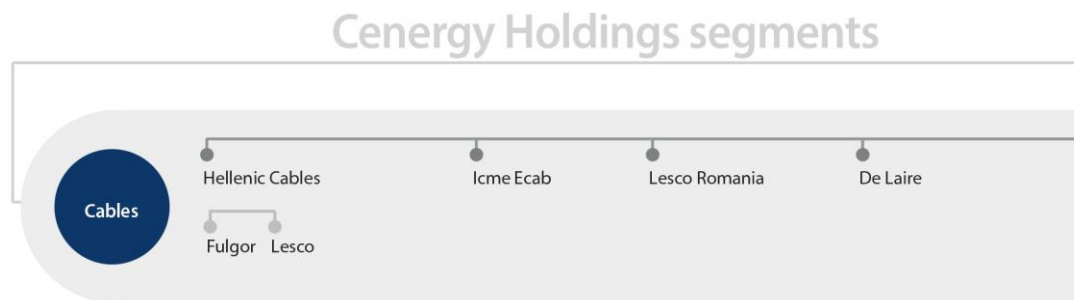 Cenergy Holdings segments
Cables
Hellenic Cables
Icme Ecab
Lesco Romania
De Laire
Fulgor
Lesco